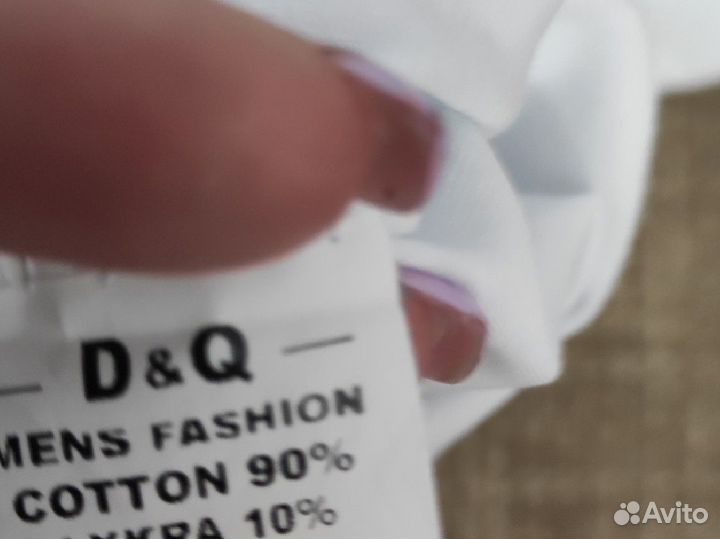 — D&Q —
MENS FASHION
COTTON 90%
10%
Avito